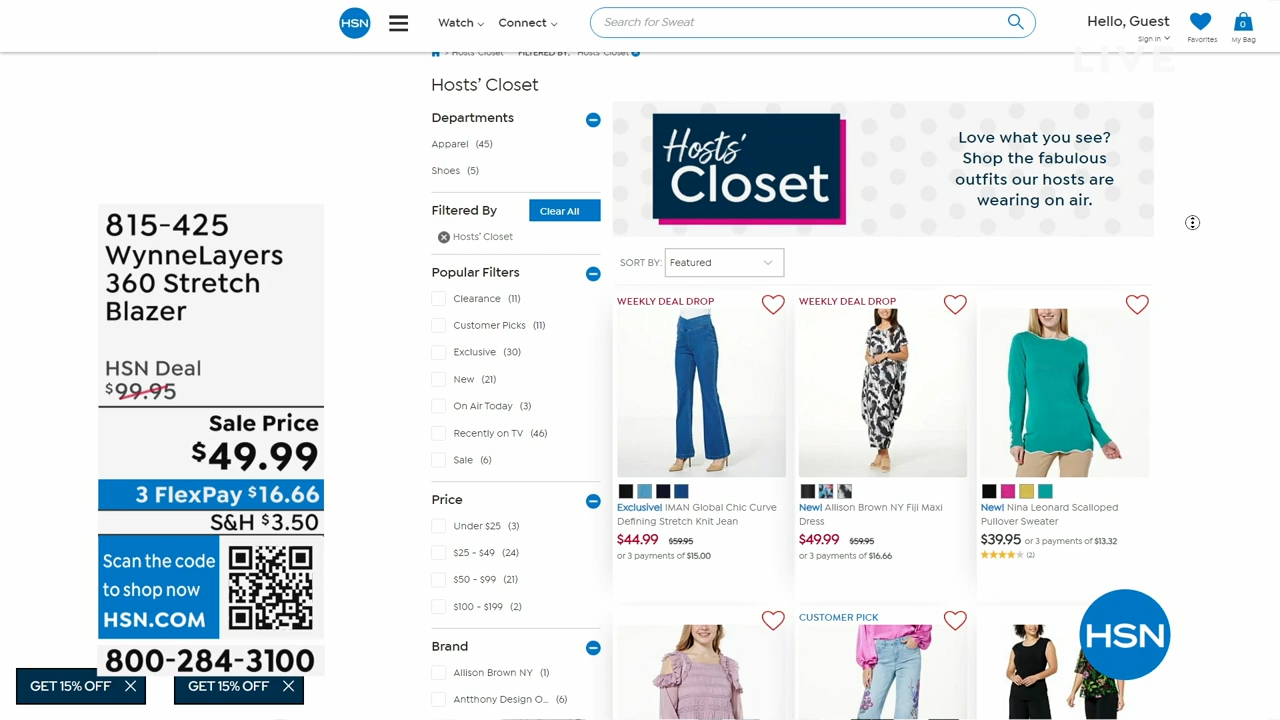 HSN
Watch
Connect
Search for Sweat
Hello, Guest
Sign in
Favorites
0
My Bag
LIVE
> Hosts' Closet FILTERED BY: Hosts' Closet
Hosts' Closet
Departments
Apparel (45)
Shoes (5)
Filtered By
Clear All
Hosts' Closet
Popular Filters
Clearance (11)
Customer Picks (11)
Exclusive (30)
New (21)
On Air Today (3)
Recently on TV (46)
Sale (6)
Price
Under $25 (3)
$25 - $49 (24)
$50 - $99 (21)
$100 - $199 (2)
Brand
Allison Brown NY (1)
Antthony Design O... (6)
Hosts'
Closet
Love what you see?
Shop the fabulous
outfits our hosts are
wearing on air.
SORT BY: Featured
WEEKLY DEAL DROP
Exclusive! IMAN Global Chic Curve
Defining Stretch Knit Jean
$44.99 $59.95
or 3 payments of $15.00
WEEKLY DEAL DROP
New! Allison Brown NY Fiji Maxi
Dress
$49.99 $59.95
or 3 payments of $16.66
New! Nina Leonard Scalloped
Pullover Sweater
$39.95 or 3 payments of $13.32
(2)
CUSTOMER PICK
HSN
815-425
WynneLayers
360 Stretch
Blazer
HSN Deal
$99.95
Sale Price
$49.99
3 FlexPay $16.66
S&H $3.50
Scan the code
to shop now
HSN.COM
800-284-3100
GET 15% OFF
GET 15% OFF